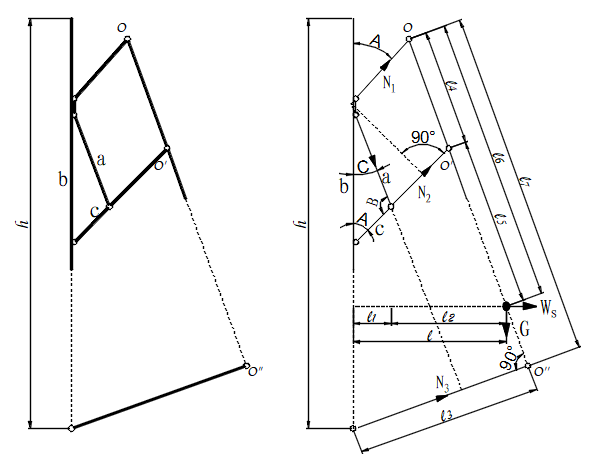 O
a
O'
b
c
h
O''
O
A
N₁
l4
90°
O'
C
a
b
N₂
l6
l7
B
A
c
l5
h
Ws
l1
l2
G
l
90°
O''
N₃
l3